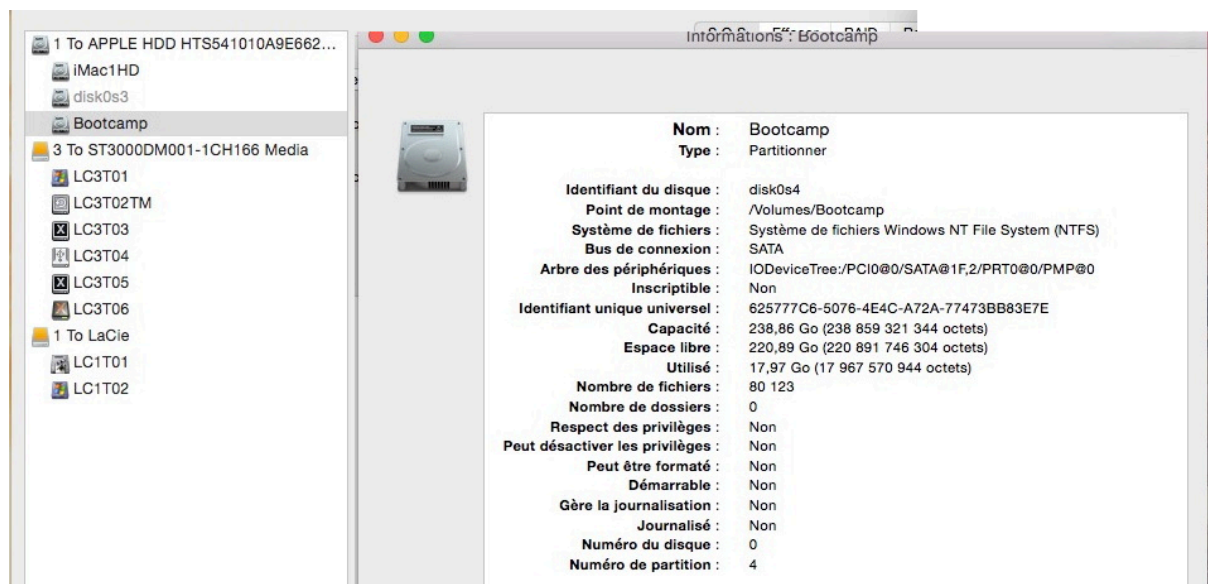 1 To APPLE HDD HTS541010A9E662...
iMac1HD
disk0s3
Bootcamp
3 To ST3000DM001-1CH166 Media
LC3T01
LC3T02TM
LC3T03
LC3T04
LC3T05
LC3T06
1 To LaCie
LC1T01
LC1T02
Informations : Bootcamp
Nom : Bootcamp
Type : Partitionner
Identifiant du disque : disk0s4
Point de montage : /Volumes/Bootcamp
Système de fichiers : Système de fichiers Windows NT File System (NTFS)
Bus de connexion : SATA
Arbre des périphériques : IODeviceTree:/PCI0@0/SATA@1F,2/PRT0@0/PMP@0
Inscriptible : Non
Identifiant unique universel : 625777C6-5076-4E4C-A72A-77473BB83E7E
Capacité : 238,86 Go (238 859 321 344 octets)
Espace libre : 220,89 Go (220 891 746 304 octets)
Utilisé : 17,97 Go (17 967 570 944 octets)
Nombre de fichiers : 80 123
Nombre de dossiers : 0
Respect des privilèges : Non
Peut désactiver les privilèges : Non
Peut être formaté : Non
Démarrable : Non
Gère la journalisation : Non
Journalisé : Non
Numéro du disque : 0
Numéro de partition : 4